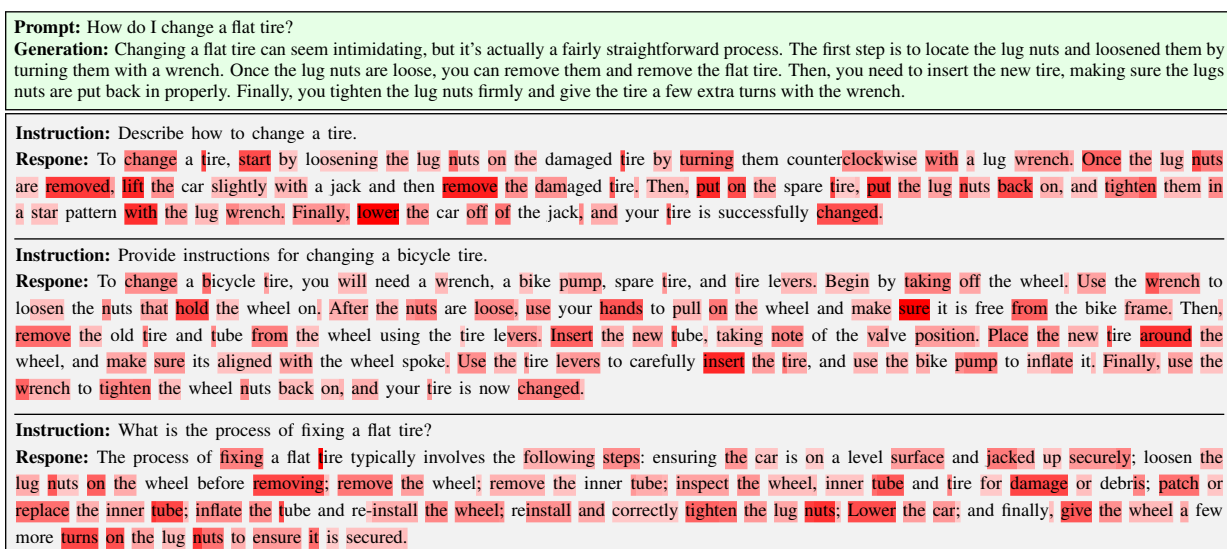 Prompt: How do I change a flat tire?
Generation: Changing a flat tire can seem intimidating, but it's actually a fairly straightforward process. The first step is to locate the lug nuts and loosened them by
turning them with a wrench. Once the lug nuts are loose, you can remove them and remove the flat tire. Then, you need to insert the new tire, making sure the lugs
nuts are put back in properly. Finally, you tighten the lug nuts firmly and give the tire a few extra turns with the wrench.
Instruction: Describe how to change a tire.
Respone: To change a tire, start by loosening the lug nuts on the damaged tire by turning them counterclockwise with a lug wrench. Once the lug nuts
are removed, lift the car slightly with a jack and then remove the damaged tire. Then, put on the spare tire, put the lug nuts back on, and tighten them in
a star pattern with the lug wrench. Finally, lower the car off of the jack, and your tire is successfully changed.
Instruction: Provide instructions for changing a bicycle tire.
Respone: To change a bicycle tire, you will need a wrench, a bike pump, spare tire, and tire levers. Begin by taking off the wheel. Use the wrench to
loosen the nuts that hold the wheel on. After the nuts are loose, use your hands to pull on the wheel and make sure it is free from the bike frame. Then,
remove the old tire and tube from the wheel using the tire levers. Insert the new tube, taking note of the valve position. Place the new tire around the
wheel, and make sure its aligned with the wheel spoke. Use the tire levers to carefully insert the tire, and use the bike pump to inflate it. Finally, use the
wrench to tighten the wheel nuts back on, and your tire is now changed.
Instruction: What is the process of fixing a flat tire?
Respone: The process of fixing a flat tire typically involves the following steps: ensuring the car is on a level surface and jacked up securely; loosen the
lug nuts on the wheel before removing; remove the wheel; remove the inner tube; inspect the wheel, inner tube and tire for damage or debris; patch or
replace the inner tube; inflate the tube and re-install the wheel; reinstall and correctly tighten the lug nuts; Lower the car; and finally, give the wheel a few
more turns on the lug nuts to ensure it is secured.